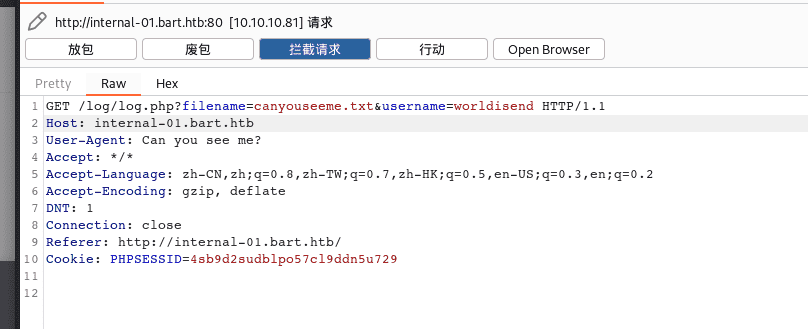 http://internal-01.bart.htb:80 [10.10.10.81] 请求
放包 废包 拦截请求 行动 Open Browser
Pretty Raw Hex
1 GET /log/log.php?filename=canyouseeme.txt&username=worldisend HTTP/1.1
2 Host: internal-01.bart.htb
3 User-Agent: Can you see me?
4 Accept: */*
5 Accept-Language: zh-CN,zh;q=0.8,zh-TW;q=0.7,zh-HK;q=0.5,en-US;q=0.3,en;q=0.2
6 Accept-Encoding: gzip, deflate
7 DNT: 1
8 Connection: close
9 Referer: http://internal-01.bart.htb/
10 Cookie: PHPSESSID=4sb9d2sudblpo57cl9ddn5u729
11
12